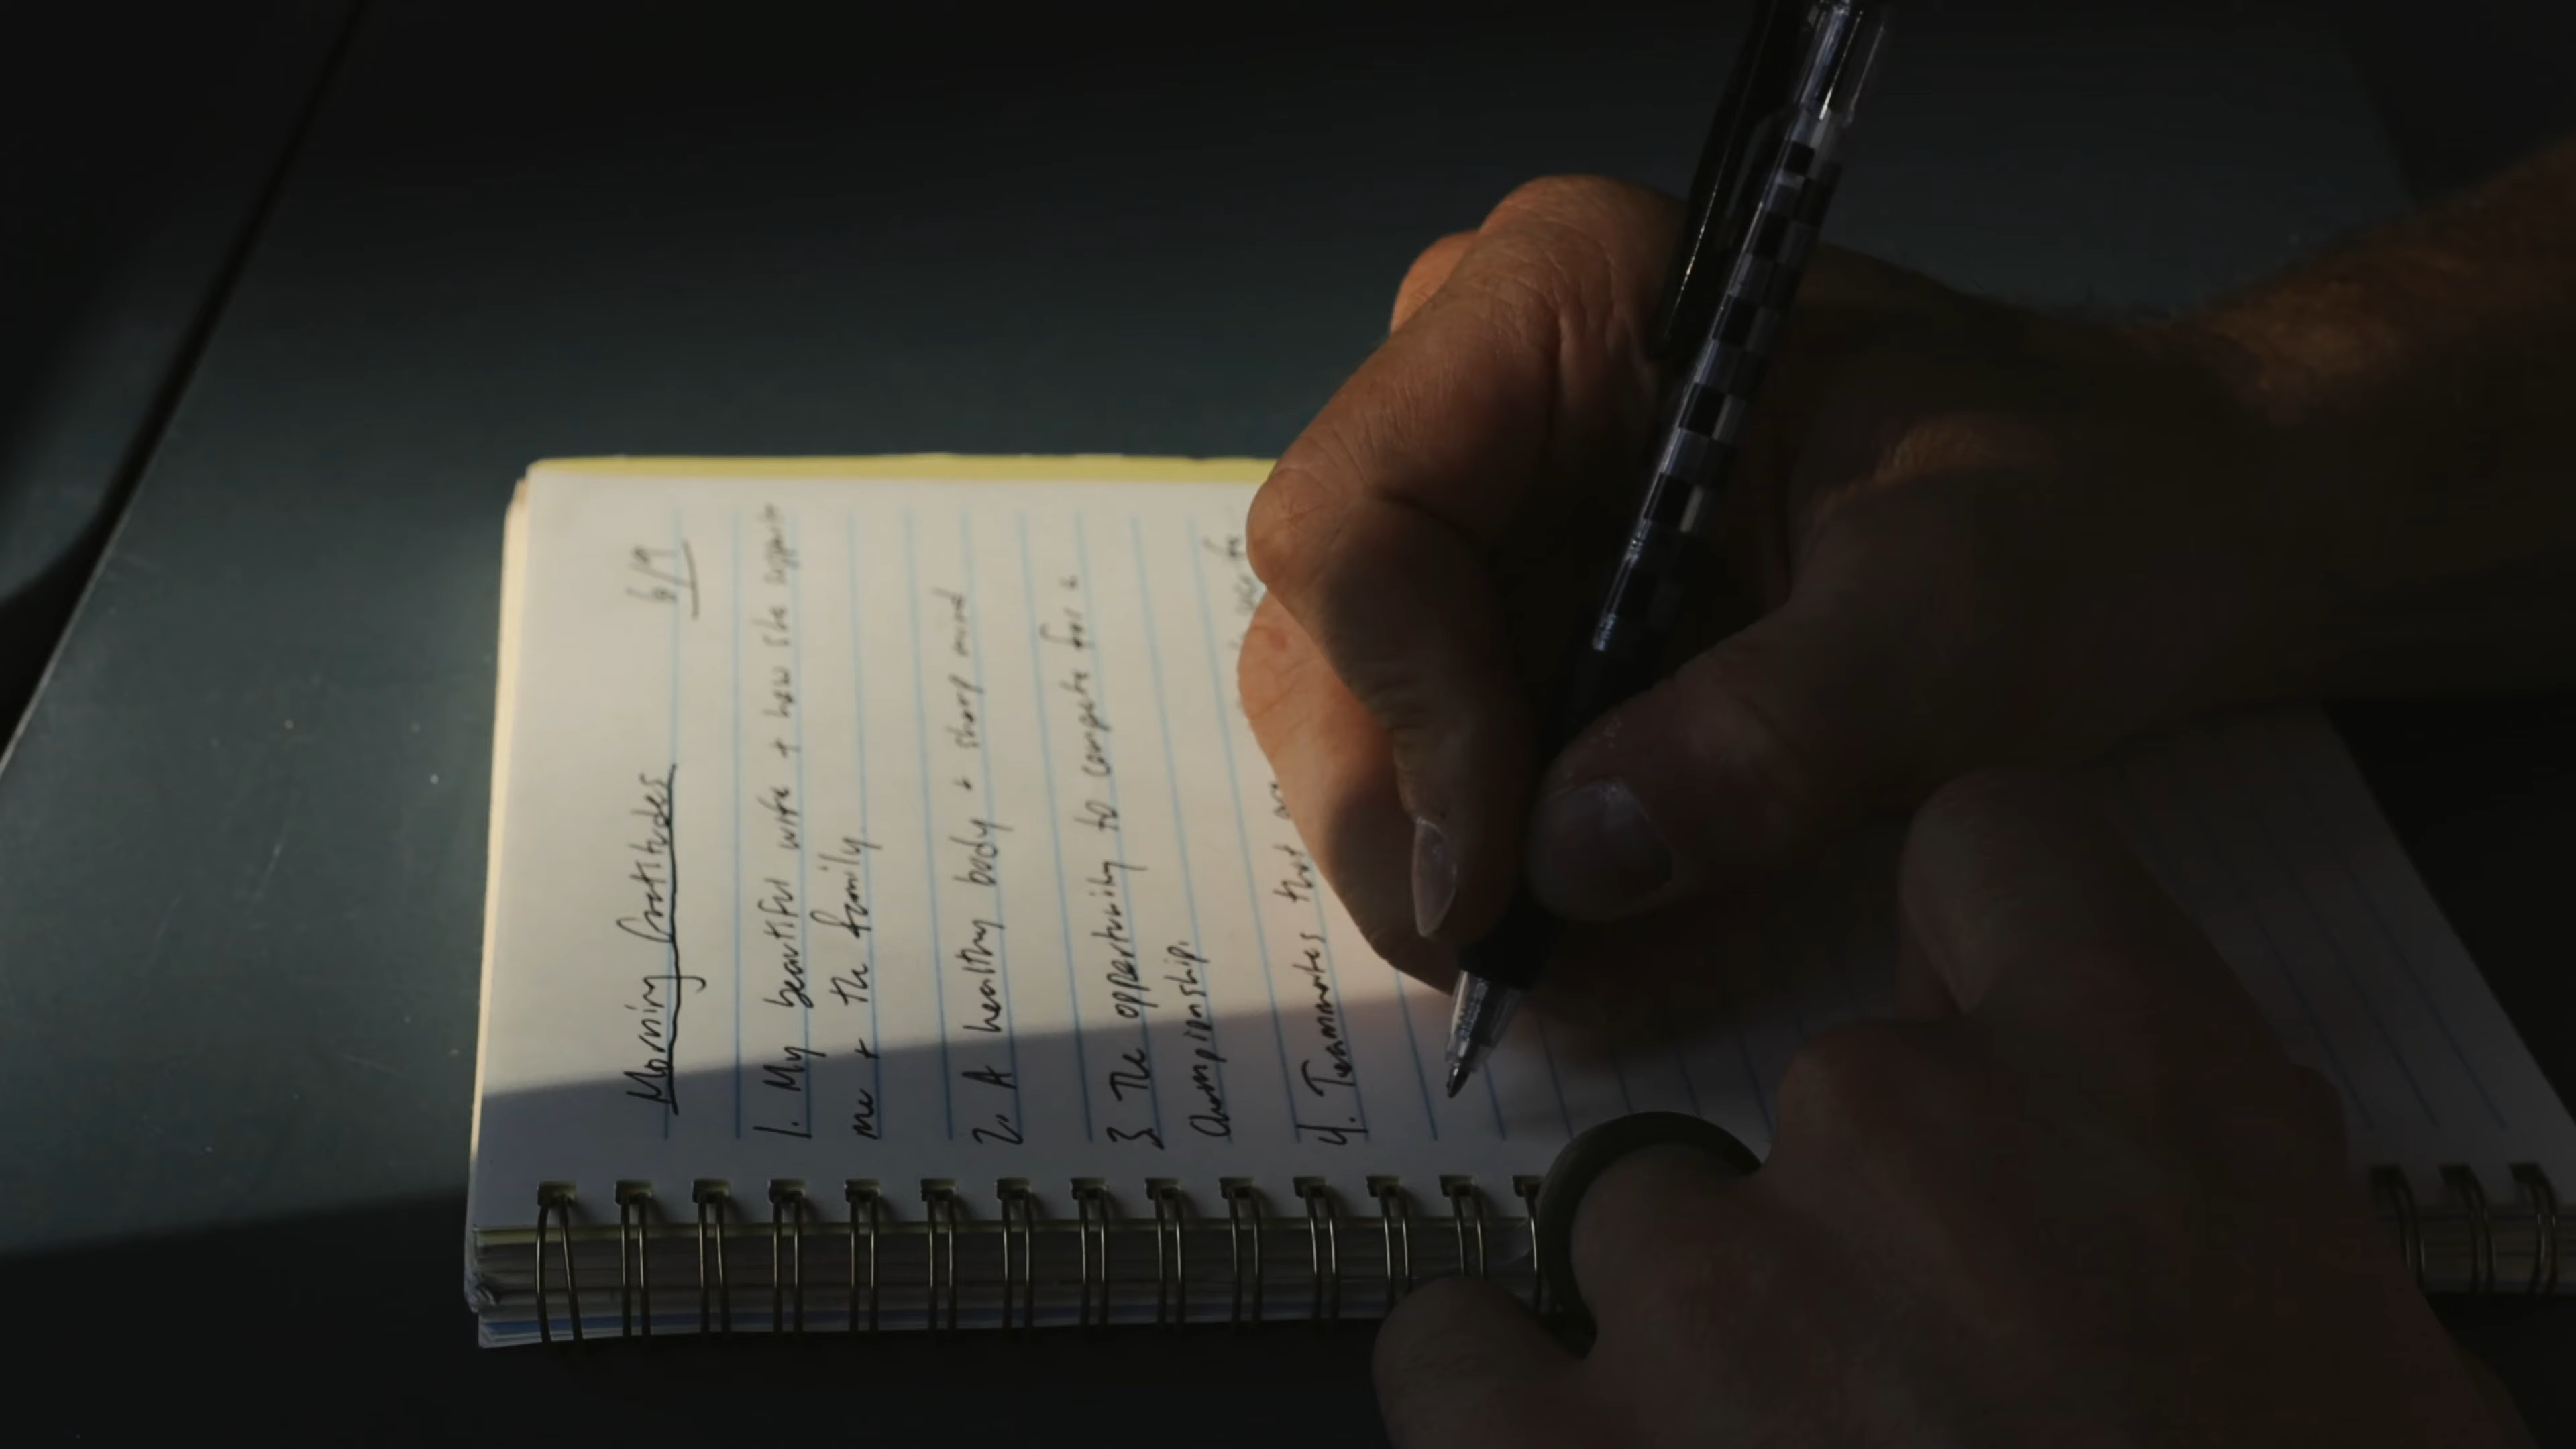 Morning Gratitudes 6/9
1. My beautiful wife + how she supports
me + the family.
2. A healthy body + sharp mind
3 The opportunity to compete for a
Championship.
4. Teammates that